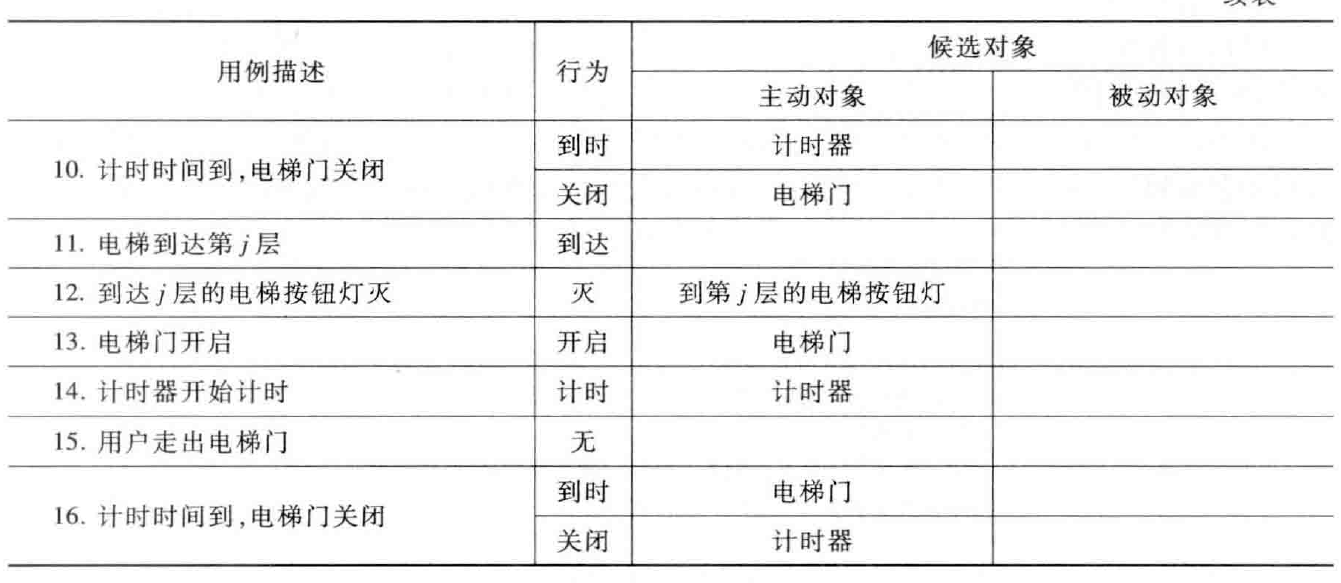 用例描述 行为 候选对象
主动对象 被动对象
10. 计时时间到,电梯门关闭 到时 计时器
关闭 电梯门
11. 电梯到达第j层 到达
12. 到达j层的电梯按钮灯灭 灭 到第j层的电梯按钮灯
13. 电梯门开启 开启 电梯门
14. 计时器开始计时 计时 计时器
15. 用户走出电梯门 无
16. 计时时间到,电梯门关闭 到时 电梯门
关闭 计时器